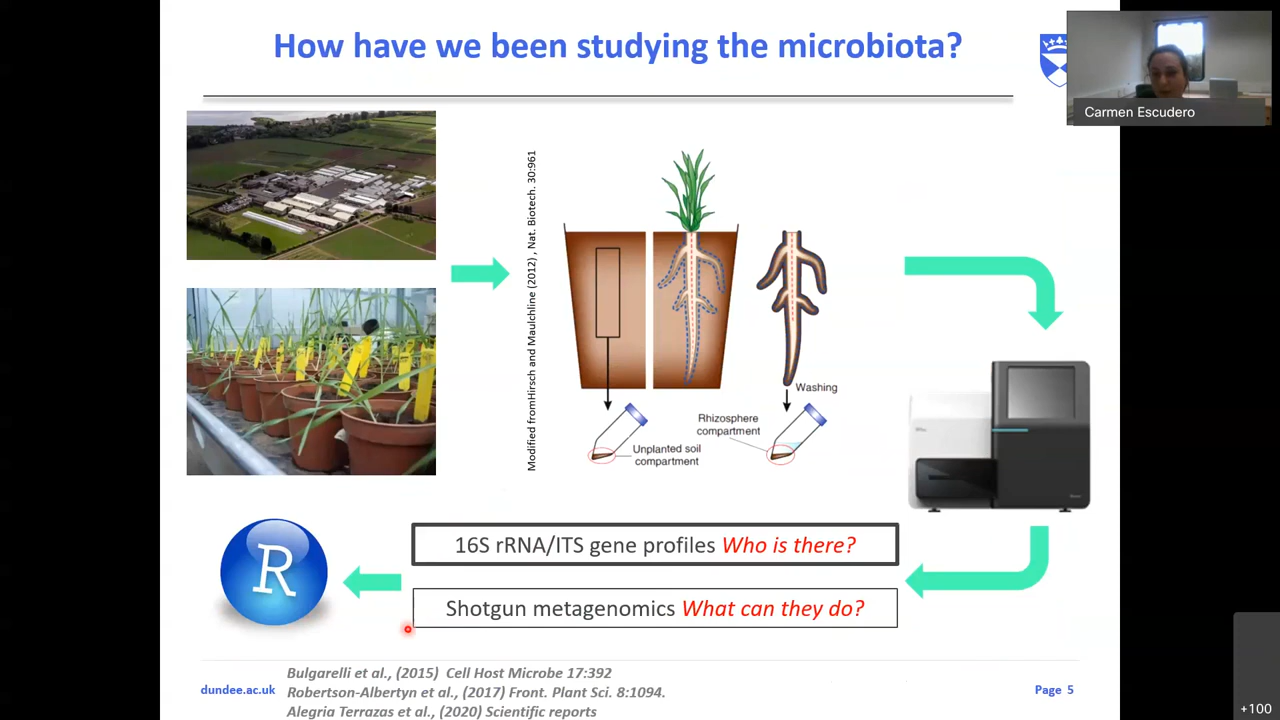 How have we been studying the microbiota?
Carmen Escudero
Modified fromHirsch and Maulchline (2012) , Nat. Biotech. 30:961
Washing
Rhizosphere
compartment
Unplanted soil
compartment
16S rRNA/ITS gene profiles Who is there?
R
Shotgun metagenomics What can they do?
Bulgarelli et al., (2015) Cell Host Microbe 17:392
dundee.ac.uk
Robertson-Albertyn et al., (2017) Front. Plant Sci. 8:1094.
Page 5
Alegria Terrazas et al., (2020) Scientific reports
+100